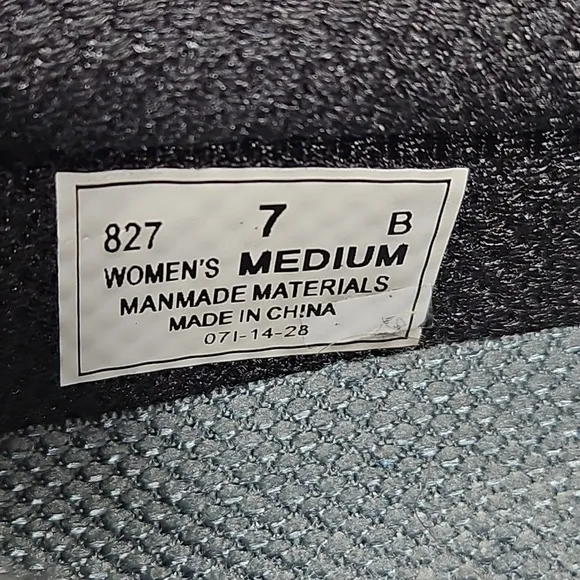 827 7 B
WOMEN'S MEDIUM
MANMADE MATERIALS
MADE IN CHINA
071-14-28